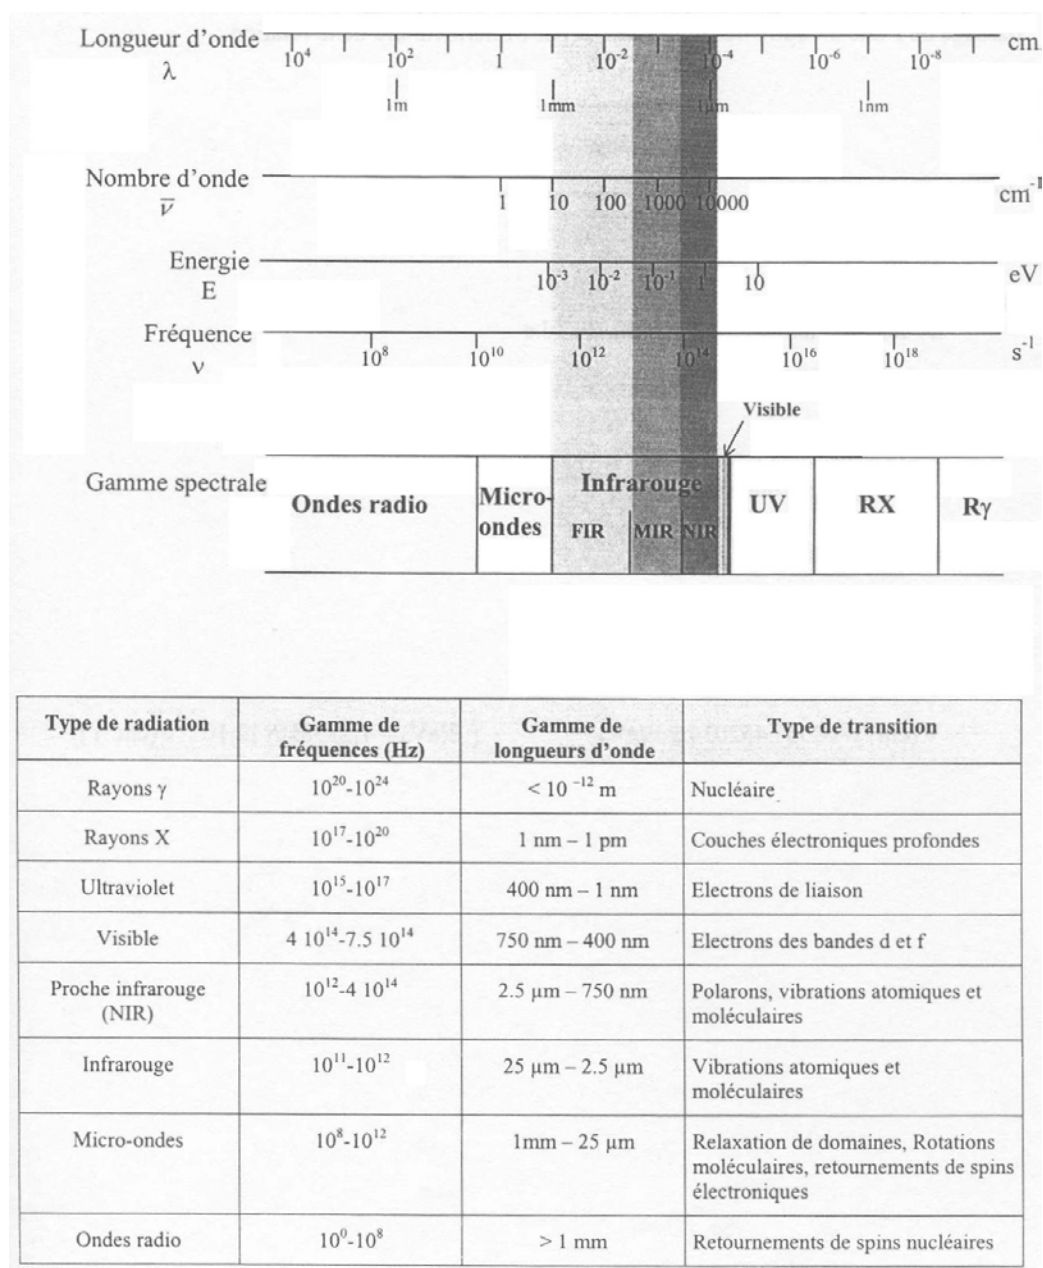 Longueur d'onde 10⁴ 10² 1 10⁻² 10⁻⁴ 10⁻⁶ 10⁻⁸ cm
λ
1m 1mm 1µm 1nm
Nombre d'onde cm⁻¹
ν̅ 1 10 100 1000 10000
Energie eV
E 10⁻³ 10⁻² 10⁻¹ 1 10
Fréquence s⁻¹
ν 10⁸ 10¹⁰ 10¹² 10¹⁴ 10¹⁶ 10¹⁸
Visible
Gamme spectrale Ondes radio Micro-ondes Infrarouge UV RX Rγ
FIR MIR NIR
Type de radiation Gamme de fréquences (Hz) Gamme de longueurs d'onde Type de transition
Rayons γ 10²⁰-10²⁴ < 10 ⁻¹² m Nucléaire
Rayons X 10¹⁷-10²⁰ 1 nm – 1 pm Couches électroniques profondes
Ultraviolet 10¹⁵-10¹⁷ 400 nm – 1 nm Electrons de liaison
Visible 4 10¹⁴-7.5 10¹⁴ 750 nm – 400 nm Electrons des bandes d et f
Proche infrarouge 10¹²-4 10¹⁴ 2.5 µm – 750 nm Polarons, vibrations atomiques et
(NIR) moléculaires
Infrarouge 10¹¹-10¹² 25 µm – 2.5 µm Vibrations atomiques et
moléculaires
Micro-ondes 10⁸-10¹² 1mm – 25 µm Relaxation de domaines, Rotations
moléculaires, retournements de spins
électroniques
Ondes radio 10⁰-10⁸ > 1 mm Retournements de spins nucléaires